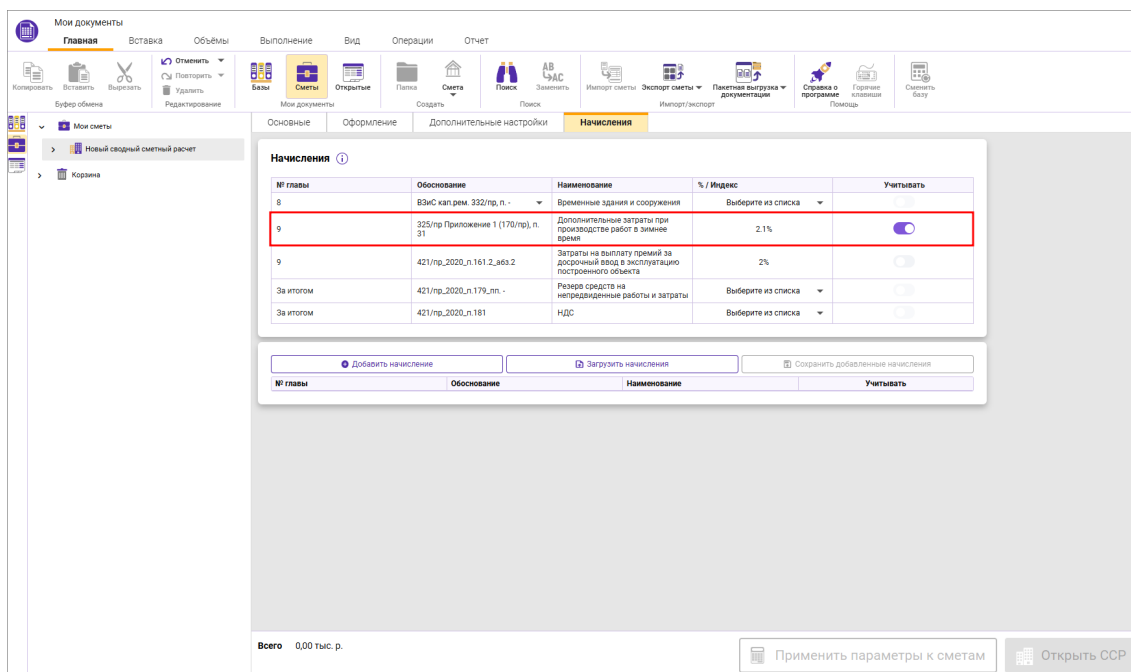 Мои документы
Главная Вставка Объёмы Выполнение Вид Операции Отчет
Копировать Вставить Вырезать
Отменить
Повторить
Удалить
Базы Сметы Открытые Папка Смета Поиск Заменить Импорт сметы Экспорт сметы Пакетная выгрузка документации Справка о программе Горячие клавиши Сменить базу
AB
AC
Буфер обмена Редактирование Мои документы Создать Поиск Импорт/экспорт Помощь
Мои сметы
Новый сводный сметный расчет
Корзина
Основные Оформление Дополнительные настройки Начисления
Начисления
№ главы Обоснование Наименование % / Индекс Учитывать
8 ВЗиС кап.рем. 332/пр, п. - Временные здания и сооружения Выберите из списка
9 325/пр Приложение 1 (170/пр), п. 31 Дополнительные затраты при производстве работ в зимнее время 2.1%
9 421/пр_2020_п.161.2_абз.2 Затраты на выплату премий за досрочный ввод в эксплуатацию построенного объекта 2%
За итогом 421/пр_2020_п.179_пп. - Резерв средств на непредвиденные работы и затраты Выберите из списка
За итогом 421/пр_2020_п.181 НДС Выберите из списка
Добавить начисление Загрузить начисления Сохранить добавленные начисления
№ главы Обоснование Наименование Учитывать
Всего 0,00 тыс. р.
Применить параметры к сметам Открыть ССР